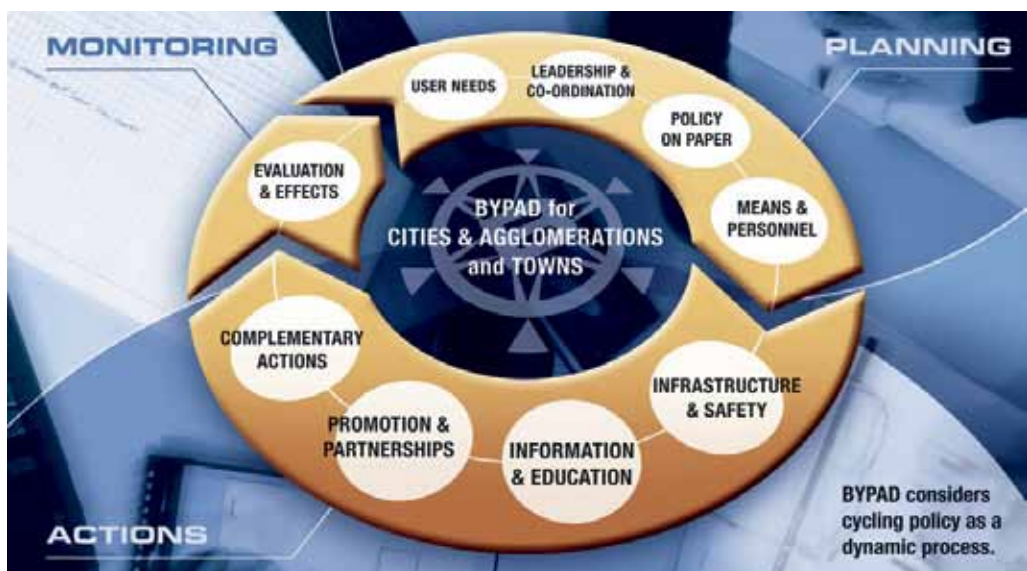 MONITORING
PLANNING
USER NEEDS
LEADERSHIP &
CO-ORDINATION
POLICY
ON PAPER
MEANS &
PERSONNEL
EVALUATION
& EFFECTS
BYPAD for
CITIES & AGGLOMERATIONS
and TOWNS
COMPLEMENTARY
ACTIONS
INFRASTRUCTURE
& SAFETY
PROMOTION &
PARTNERSHIPS
INFORMATION
& EDUCATION
ACTIONS
BYPAD considers
cycling policy as a
dynamic process.